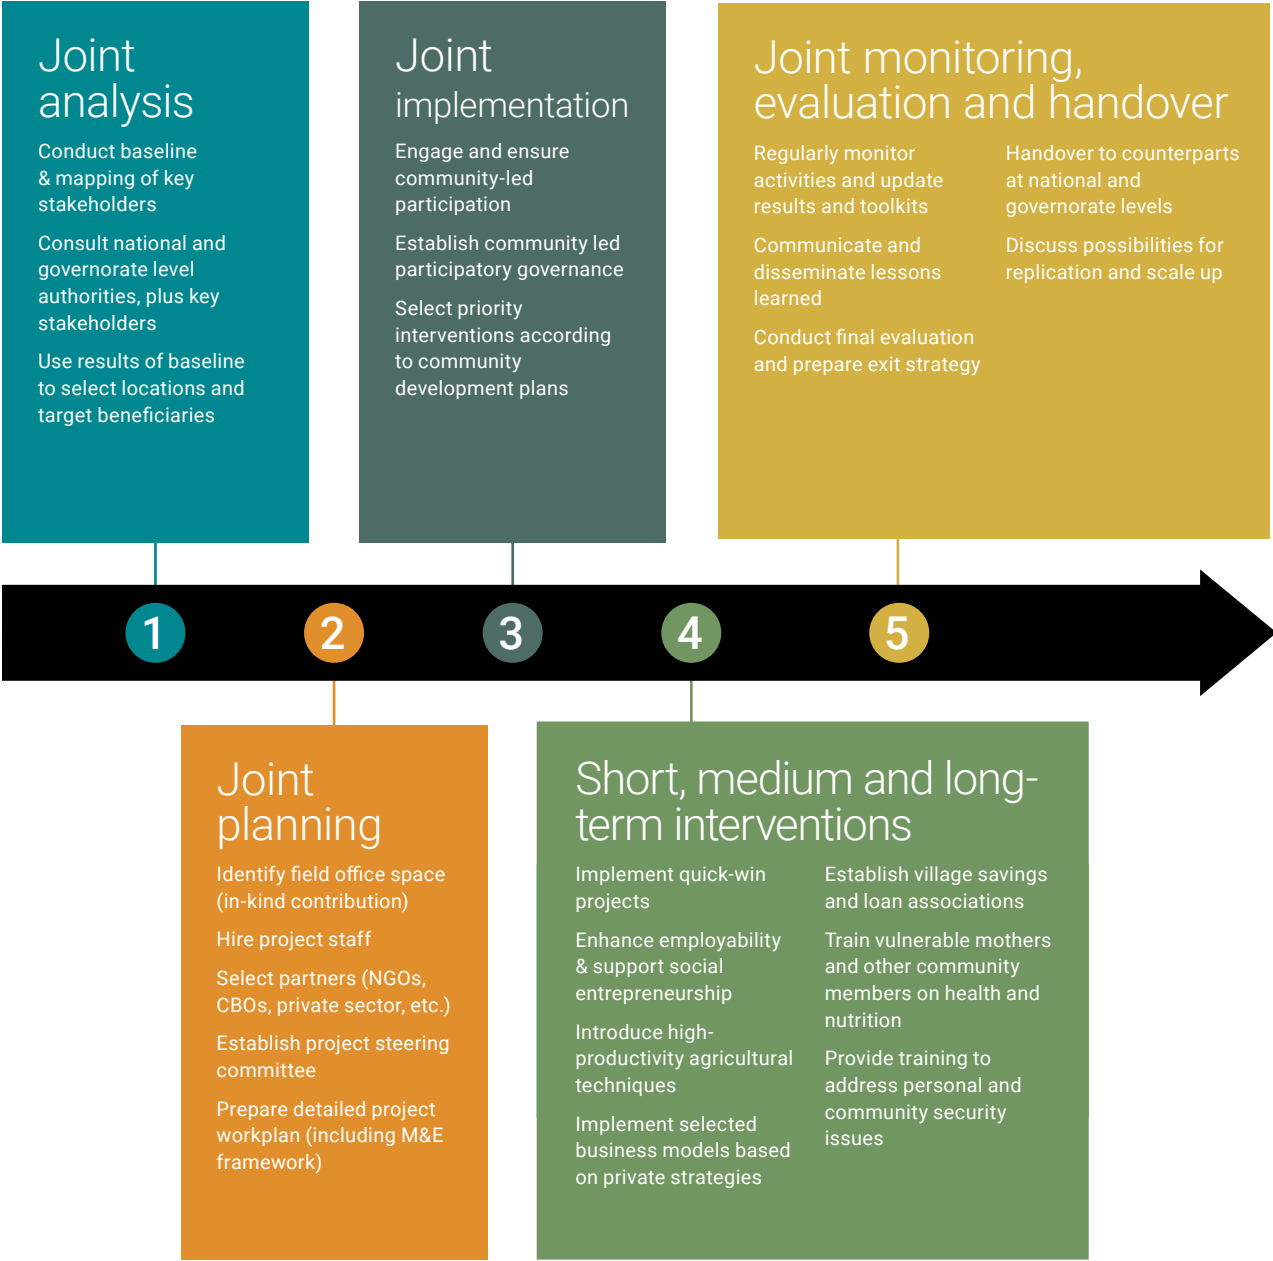 Joint
analysis
Conduct baseline
& mapping of key
stakeholders
Consult national and
governorate level
authorities, plus key
stakeholders
Use results of baseline
to select locations and
target beneficiaries
Joint
implementation
Engage and ensure
community-led
participation
Establish community led
participatory governance
Select priority
interventions according
to community
development plans
Joint monitoring,
evaluation and handover
Regularly monitor
activities and update
results and toolkits
Communicate and
disseminate lessons
learned
Conduct final evaluation
and prepare exit strategy
Handover to counterparts
at national and
governorate levels
Discuss possibilities for
replication and scale up
1
2
3
4
5
Joint
planning
Identify field office space
(in-kind contribution)
Hire project staff
Select partners (NGOs,
CBOs, private sector, etc.)
Establish project steering
committee
Prepare detailed project
workplan (including M&E
framework)
Short, medium and long-
term interventions
Implement quick-win
projects
Enhance employability
& support social
entrepreneurship
Introduce high-
productivity agricultural
techniques
Implement selected
business models based
on private strategies
Establish village savings
and loan associations
Train vulnerable mothers
and other community
members on health and
nutrition
Provide training to
address personal and
community security
issues